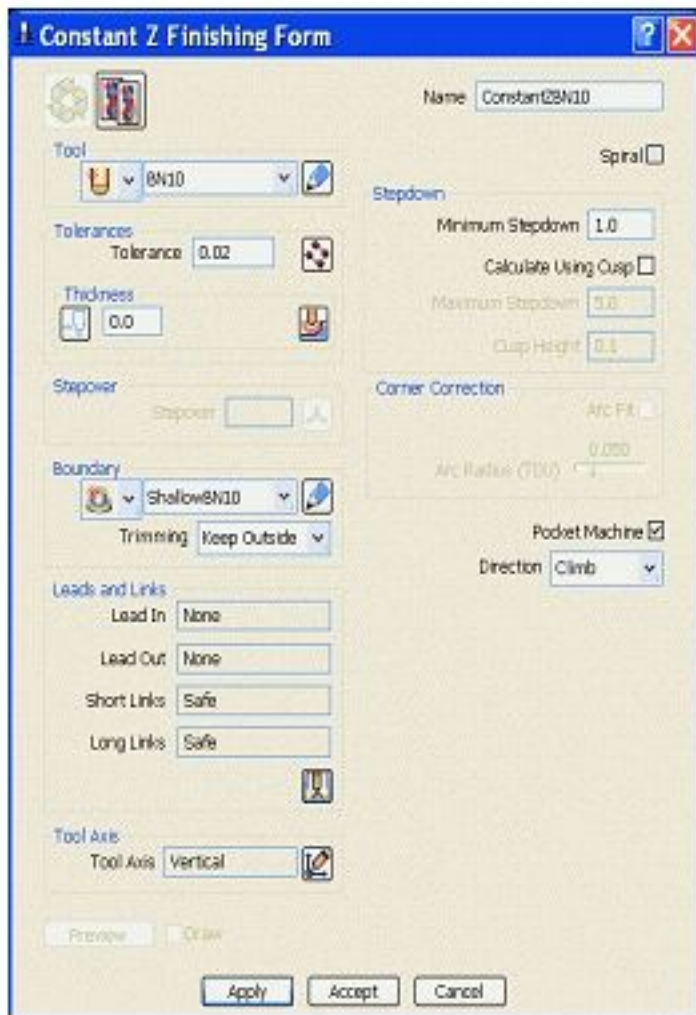 Constant Z Finishing Form
Name ConstantZBN10
Tool
BN10
Spiral
Stepdown
Minimum Stepdown 1.0
Calculate Using Cusp
Maximum Stepdown 5.0
Cusp Height 0.1
Tolerances
Tolerance 0.02
Thickness
0.0
Stepover
Stepover
Corner Correction
Arc Fit
0.050
Arc Radius (TDU)
Boundary
ShallowBN10
Trimming Keep Outside
Pocket Machine
Direction Climb
Leads and Links
Lead In None
Lead Out None
Short Links Safe
Long Links Safe
Tool Axis
Tool Axis Vertical
Preview Draw
Apply Accept Cancel